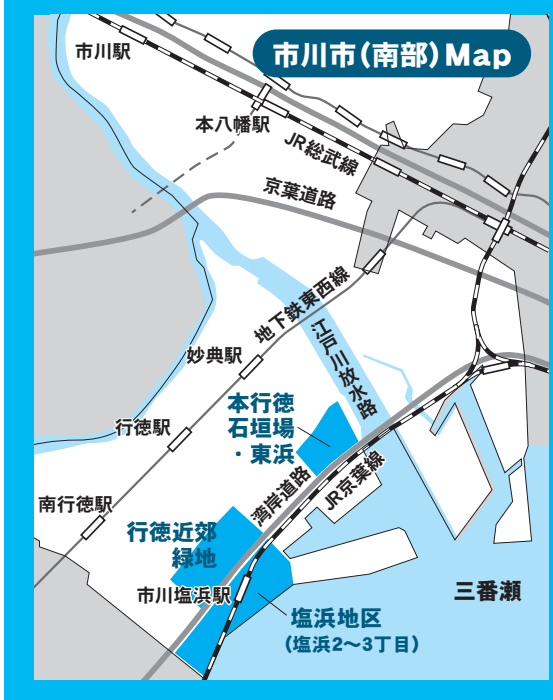 市川市(南部)Map
市川駅
本八幡駅
JR総武線
京葉道路
地下鉄東西線
江戸川放水路
妙典駅
本行徳
石垣場
・東浜
行徳駅
湾岸道路
JR京葉線
南行徳駅
行徳近郊
緑地
市川塩浜駅
三番瀬
塩浜地区
(塩浜2〜3丁目)